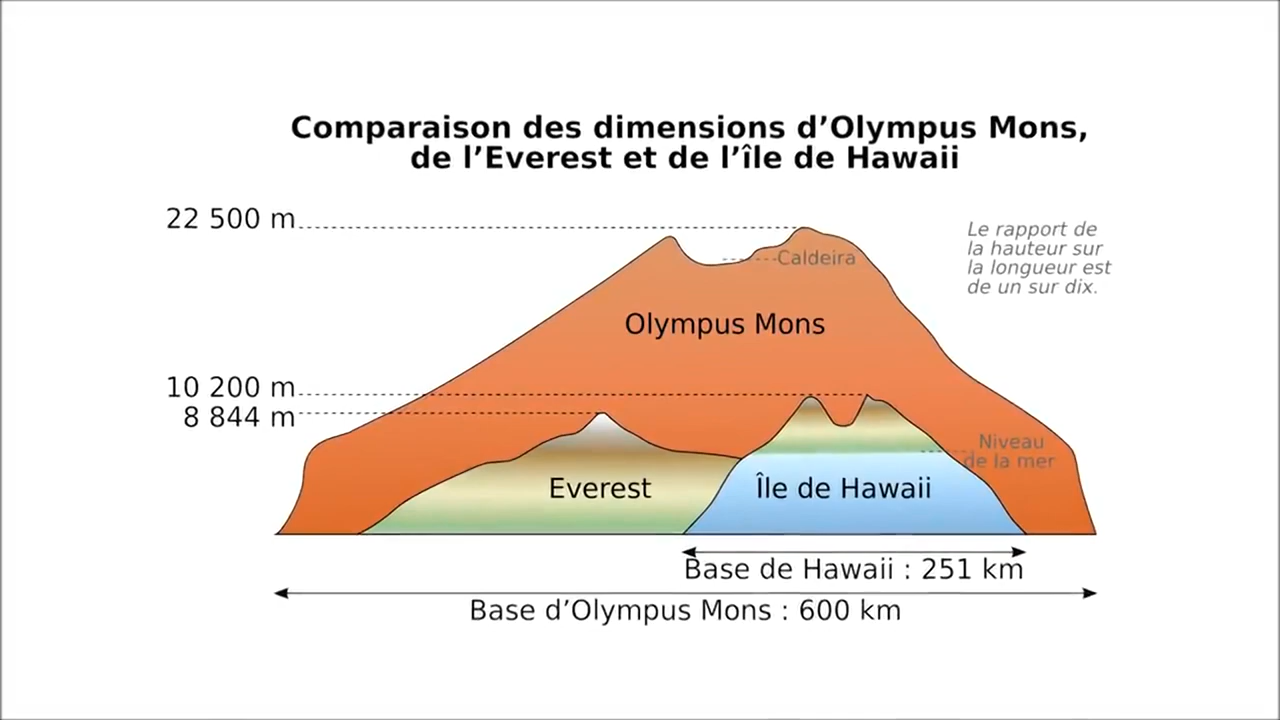 Comparaison des dimensions d’Olympus Mons,
de l’Everest et de l’île de Hawaii
22 500 m
Le rapport de
la hauteur sur
la longueur est
de un sur dix.
Caldeira
Olympus Mons
10 200 m
8 844 m
Niveau
de la mer
Everest
Île de Hawaii
Base de Hawaii : 251 km
Base d’Olympus Mons : 600 km